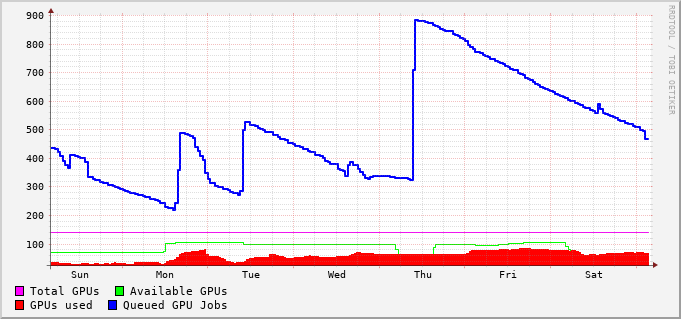 900
800
700
600
500
400
300
200
100
Sun Mon Tue Wed Thu Fri Sat
RRDTOOL / TOBI OETIKER
Total GPUs Available GPUs
GPUs used Queued GPU Jobs